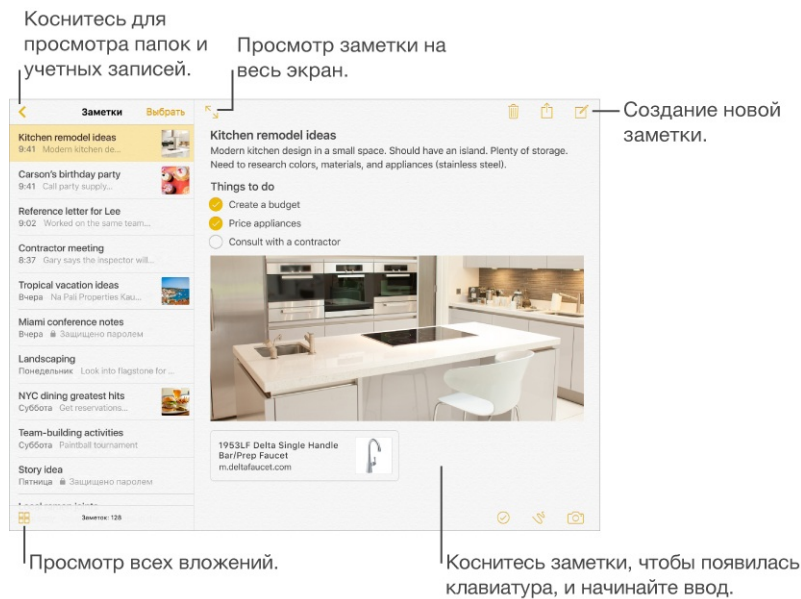 Коснитесь для
просмотра папок и
учетных записей.
Просмотр заметки на
весь экран.
Создание новой
заметки.
Заметки
Выбрать
Kitchen remodel ideas
9:41 Modern kitchen de...
Carson's birthday party
9:41 Call party supply...
Reference letter for Lee
9:02 Worked on the same team...
Contractor meeting
8:37 Gary says the inspector will...
Tropical vacation ideas
Вчера Na Pali Properties Kau...
Miami conference notes
Вчера Защищено паролем
Landscaping
Понедельник Look into flagstone for ...
NYC dining greatest hits
Суббота Get reservations...
Team-building activities
Суббота Paintball tournament
Story idea
Пятница Защищено паролем
Заметок: 128
Kitchen remodel ideas
Modern kitchen design in a small space. Should have an island. Plenty of storage.
Need to research colors, materials, and appliances (stainless steel).
Things to do
Create a budget
Price appliances
Consult with a contractor
1953LF Delta Single Handle
Bar/Prep Faucet
m.deltafaucet.com
Просмотр всех вложений.
Коснитесь заметки, чтобы появилась
клавиатура, и начинайте ввод.